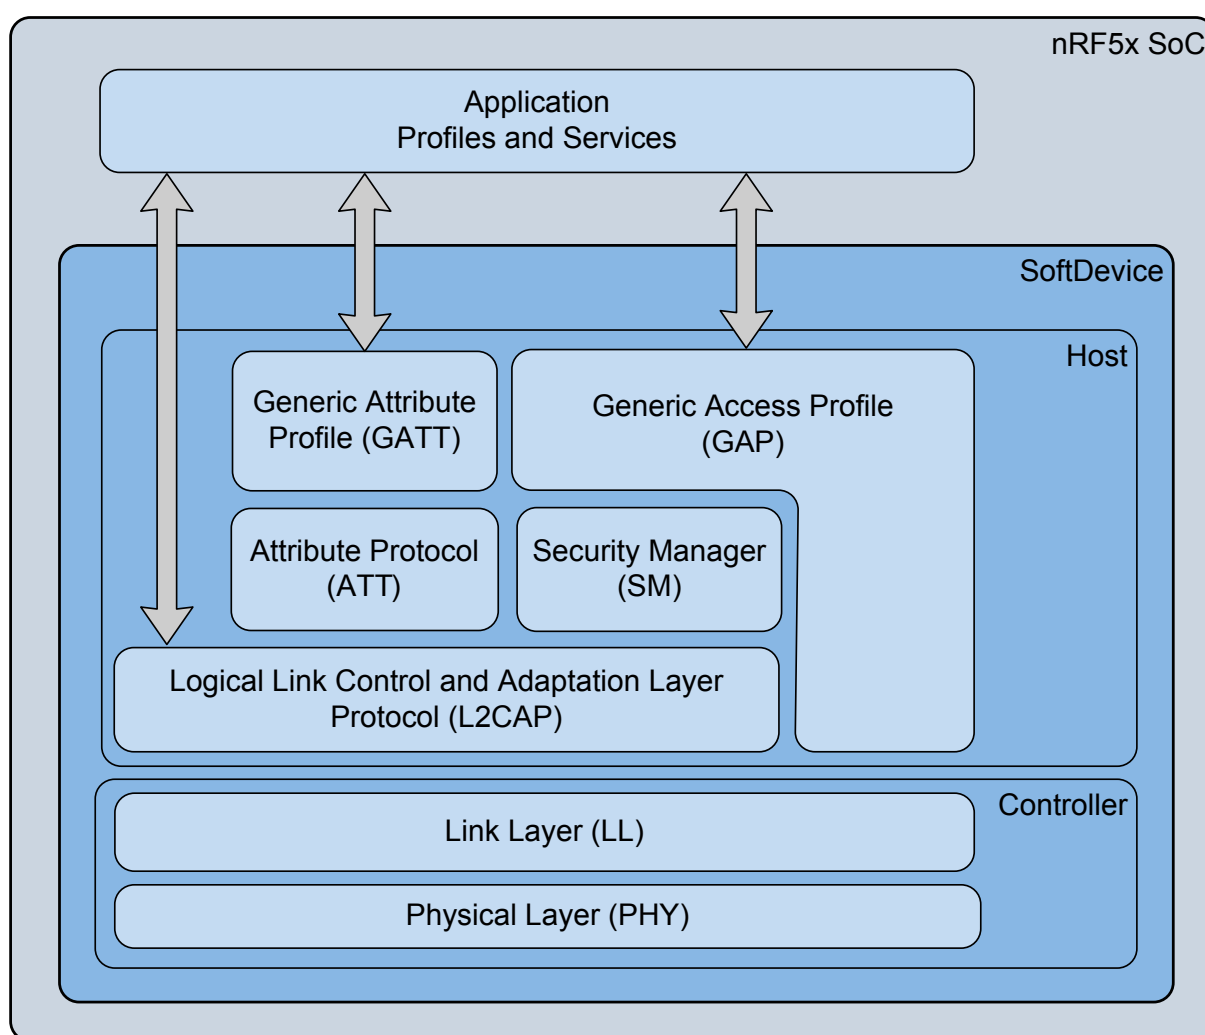 nRF5x SoC
Application
Profiles and Services
SoftDevice
Host
Generic Attribute
Profile (GATT)
Generic Access Profile
(GAP)
Attribute Protocol
(ATT)
Security Manager
(SM)
Logical Link Control and Adaptation Layer
Protocol (L2CAP)
Controller
Link Layer (LL)
Physical Layer (PHY)